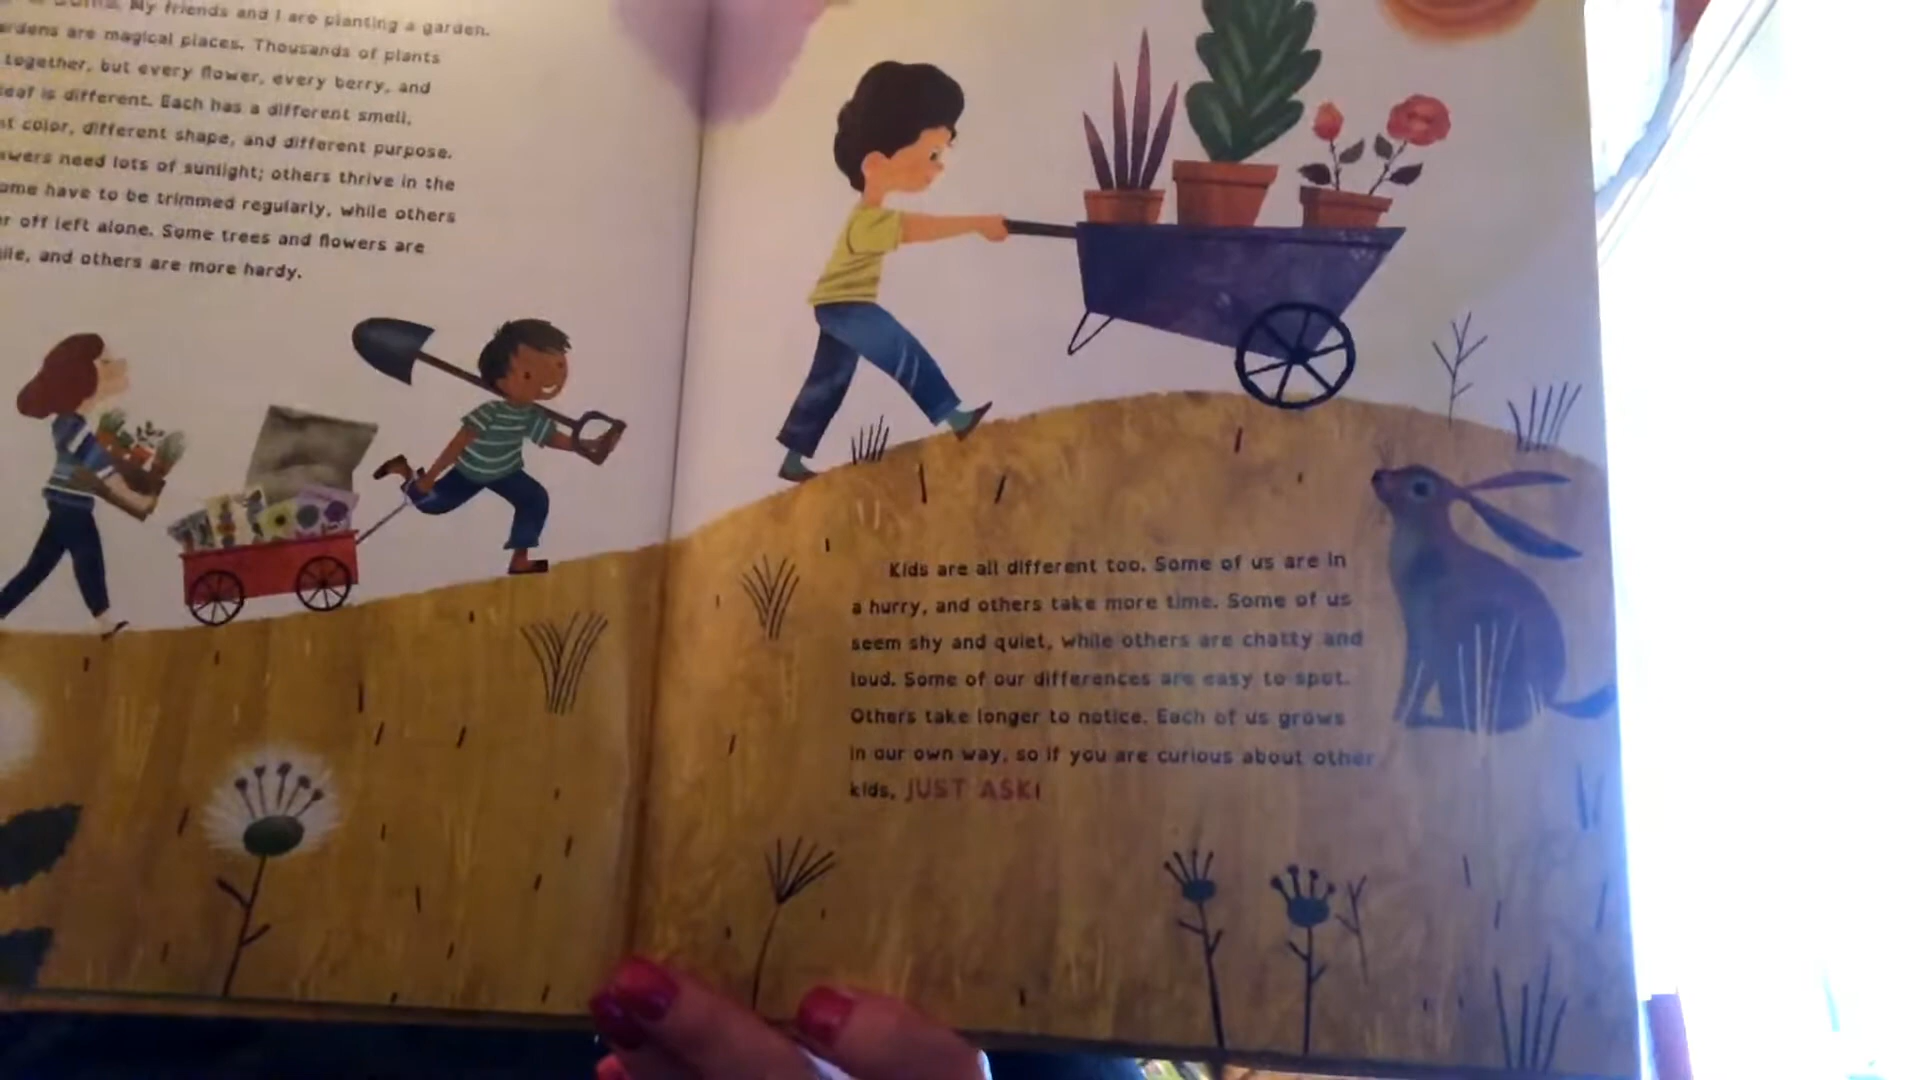 My friends and I are planting a garden.
are magical places. Thousands of plants
together, but every flower, every berry, and
leaf is different. Each has a different smell,
color, different shape, and different purpose.
need lots of sunlight; others thrive in the
have to be trimmed regularly, while others
off left alone. Some trees and flowers are
and others are more hardy.
Kids are all different too. Some of us are in
a hurry, and others take more time. Some of us
seem shy and quiet, while others are chatty and
loud. Some of our differences are easy to spot.
Others take longer to notice. Each of us grows
in our own way, so if you are curious about other
kids, JUST ASK!